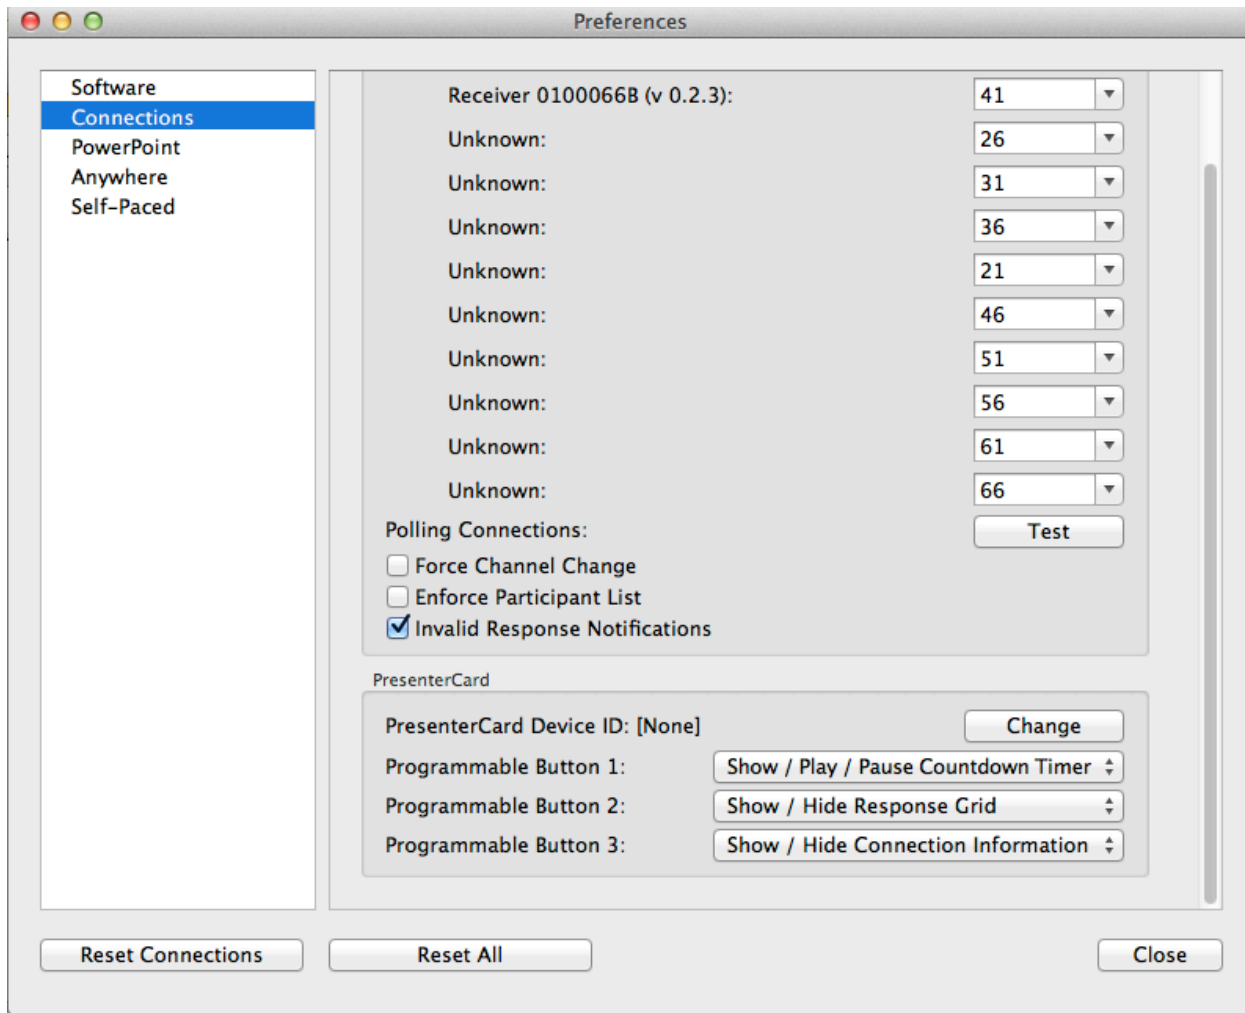 Preferences
Software
Connections
PowerPoint
Anywhere
Self-Paced
Receiver 0100066B (v 0.2.3): 41
Unknown: 26
Unknown: 31
Unknown: 36
Unknown: 21
Unknown: 46
Unknown: 51
Unknown: 56
Unknown: 61
Unknown: 66
Polling Connections: Test
Force Channel Change
Enforce Participant List
Invalid Response Notifications
PresenterCard
PresenterCard Device ID: [None] Change
Programmable Button 1: Show / Play / Pause Countdown Timer
Programmable Button 2: Show / Hide Response Grid
Programmable Button 3: Show / Hide Connection Information
Reset Connections Reset All Close